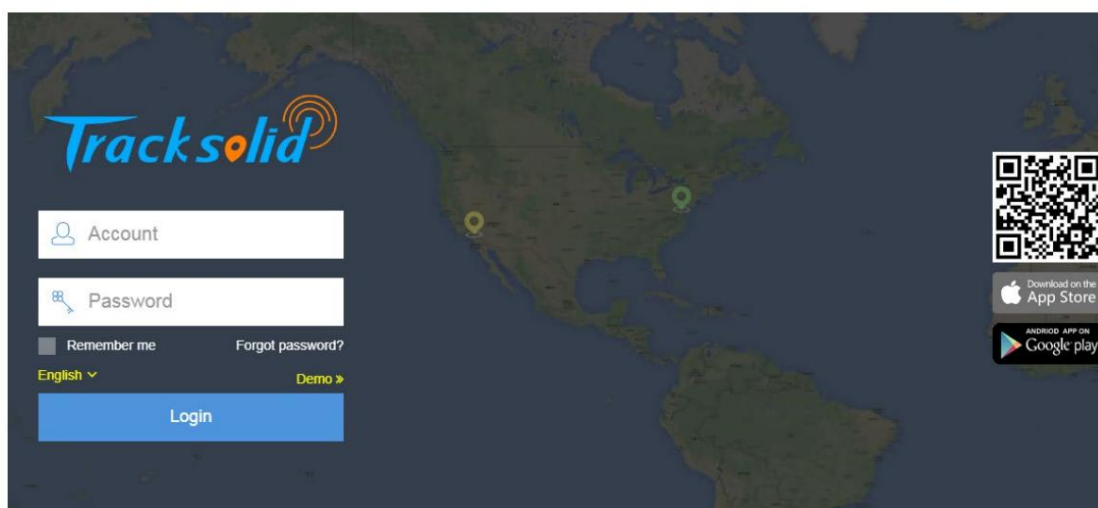 Tracksolid
Account
Password
Remember me Forgot password?
English Demo »
Login
Download on the
App Store
ANDRIOD APP ON
Google play